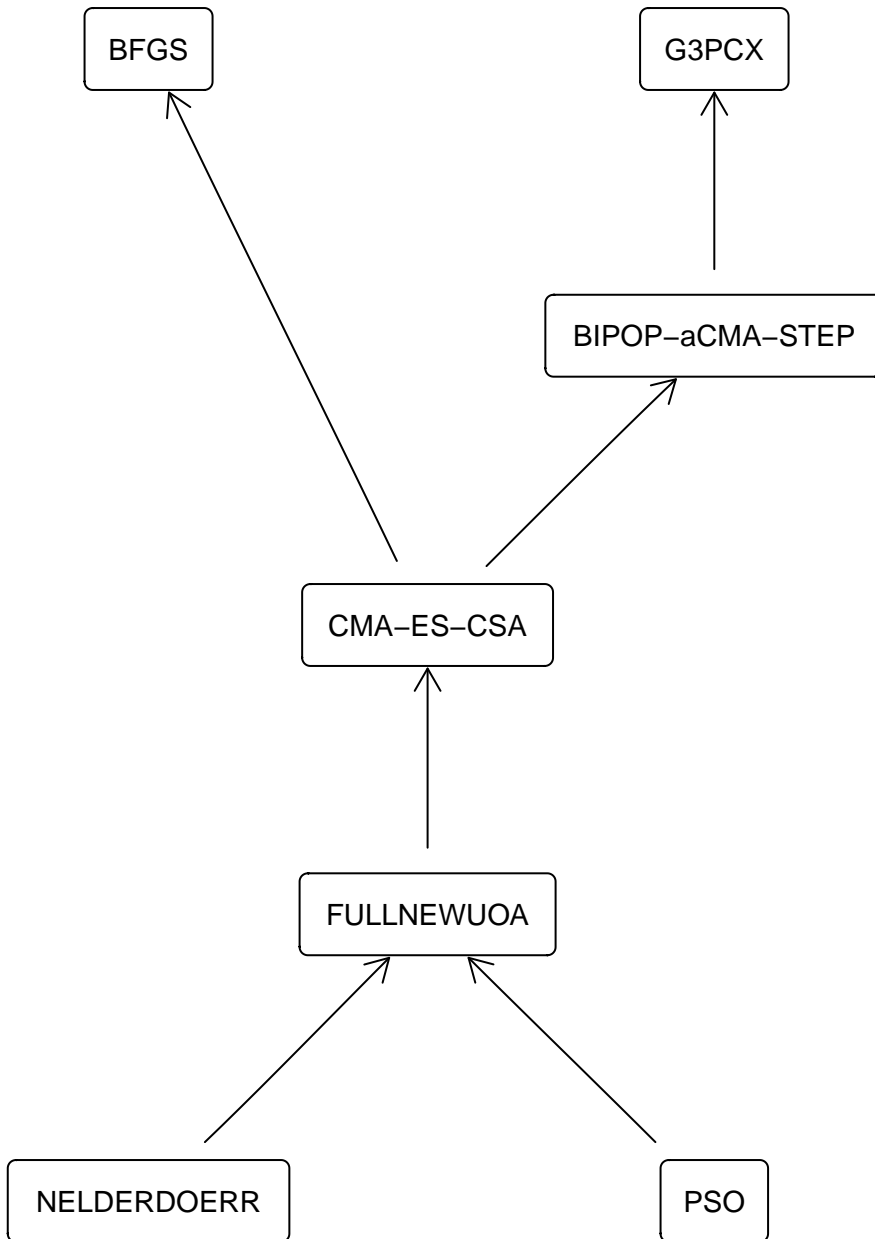 BFGS
G3PCX
BIPOP−aCMA−STEP
CMA−ES−CSA
FULLNEWUOA
NELDERDOERR
PSO